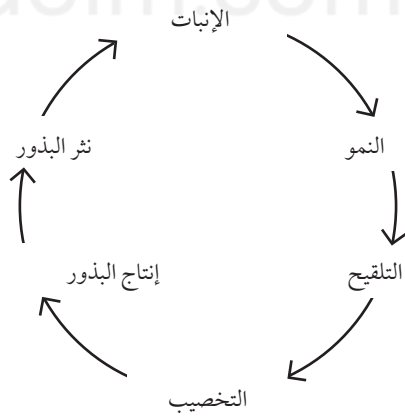 الإنبات
النمو
نثر البذور
التلقيح
إنتاج البذور
التخصيب